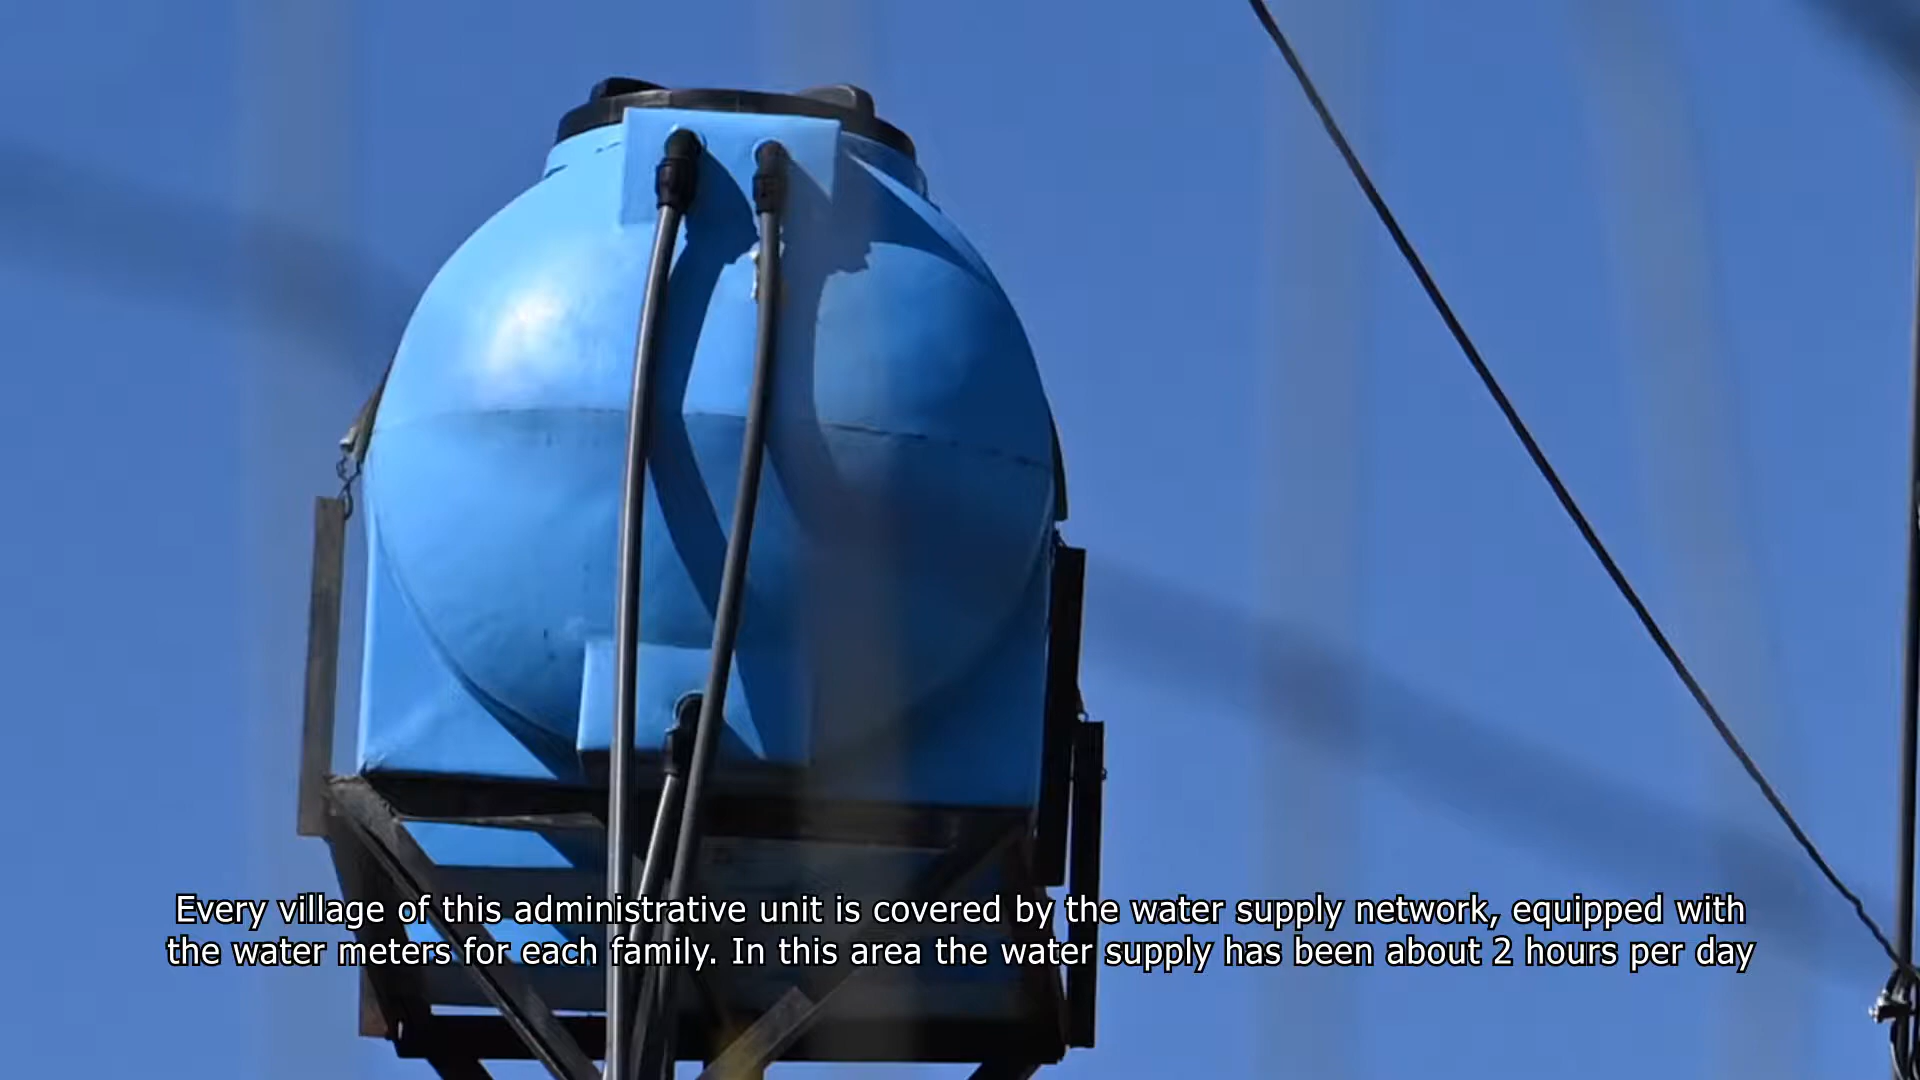 Every village of this administrative unit is covered by the water supply network, equipped with
the water meters for each family. In this area the water supply has been about 2 hours per day